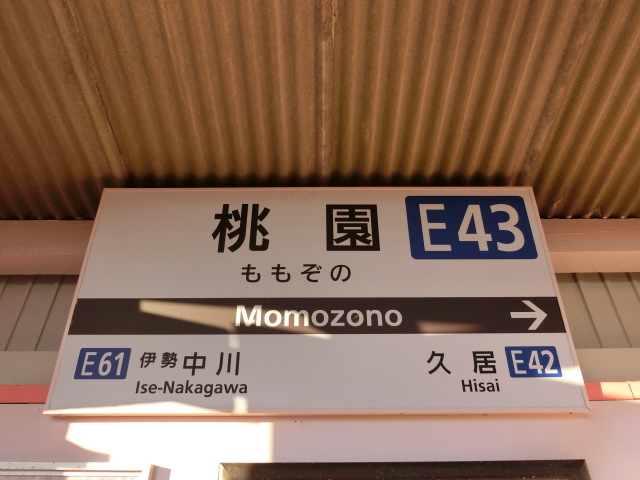 桃園 E43
ももぞの
Momozono →
E61 伊勢中川 久居 E42
Ise-Nakagawa Hisai